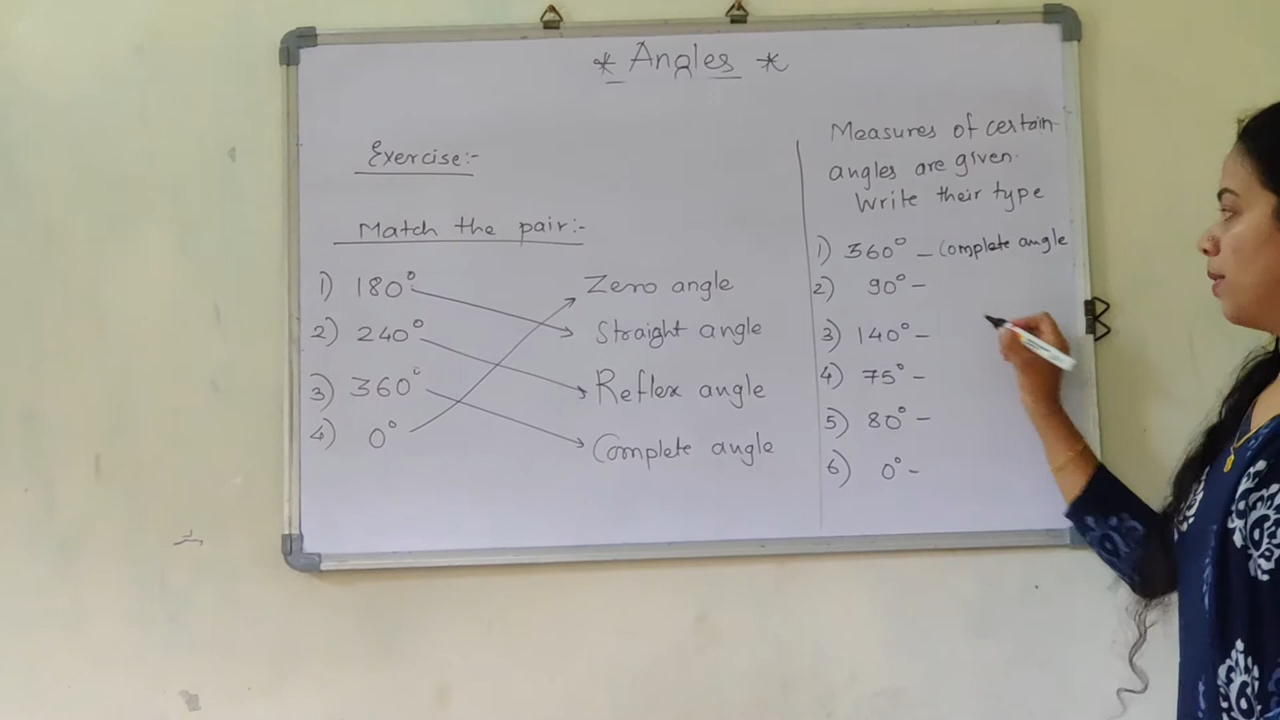 * Angles *
Exercise:-
Match the pair:-
1) 180° Zero angle
2) 240° Straight angle
3) 360° Reflex angle
4) 0° Complete angle
Measures of certain
angles are given.
Write their type
1) 360° - Complete angle
2) 90° -
3) 140° -
4) 75° -
5) 80° -
6) 0° -